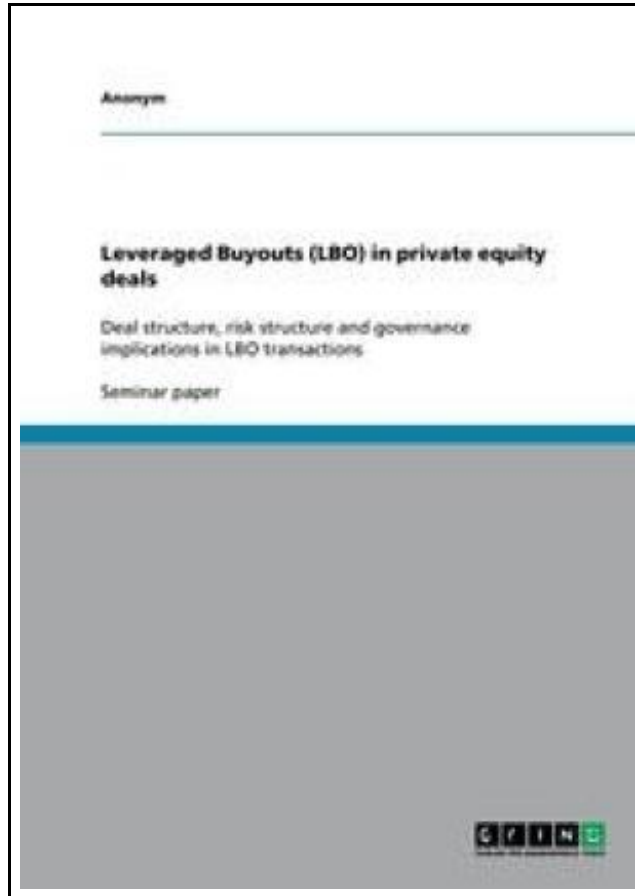 Anonym
Leveraged Buyouts (LBO) in private equity
deals
Deal structure, risk structure and governance
implications in LBO transactions
Seminar paper
GRIN